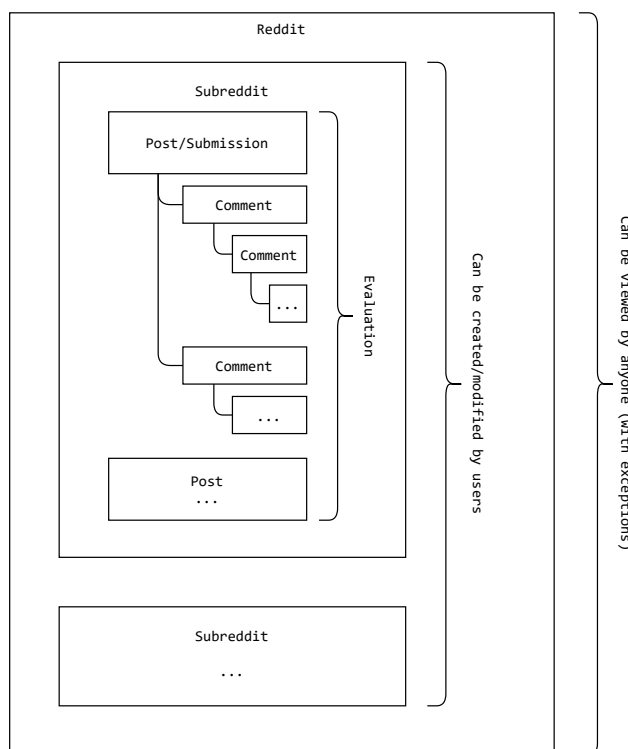 Reddit
Subreddit
Post/Submission
Comment
Comment
...
Comment
...
Post
...
Evaluation
Subreddit
...
Can be created/modified by users
Can be viewed by anyone (with exceptions)